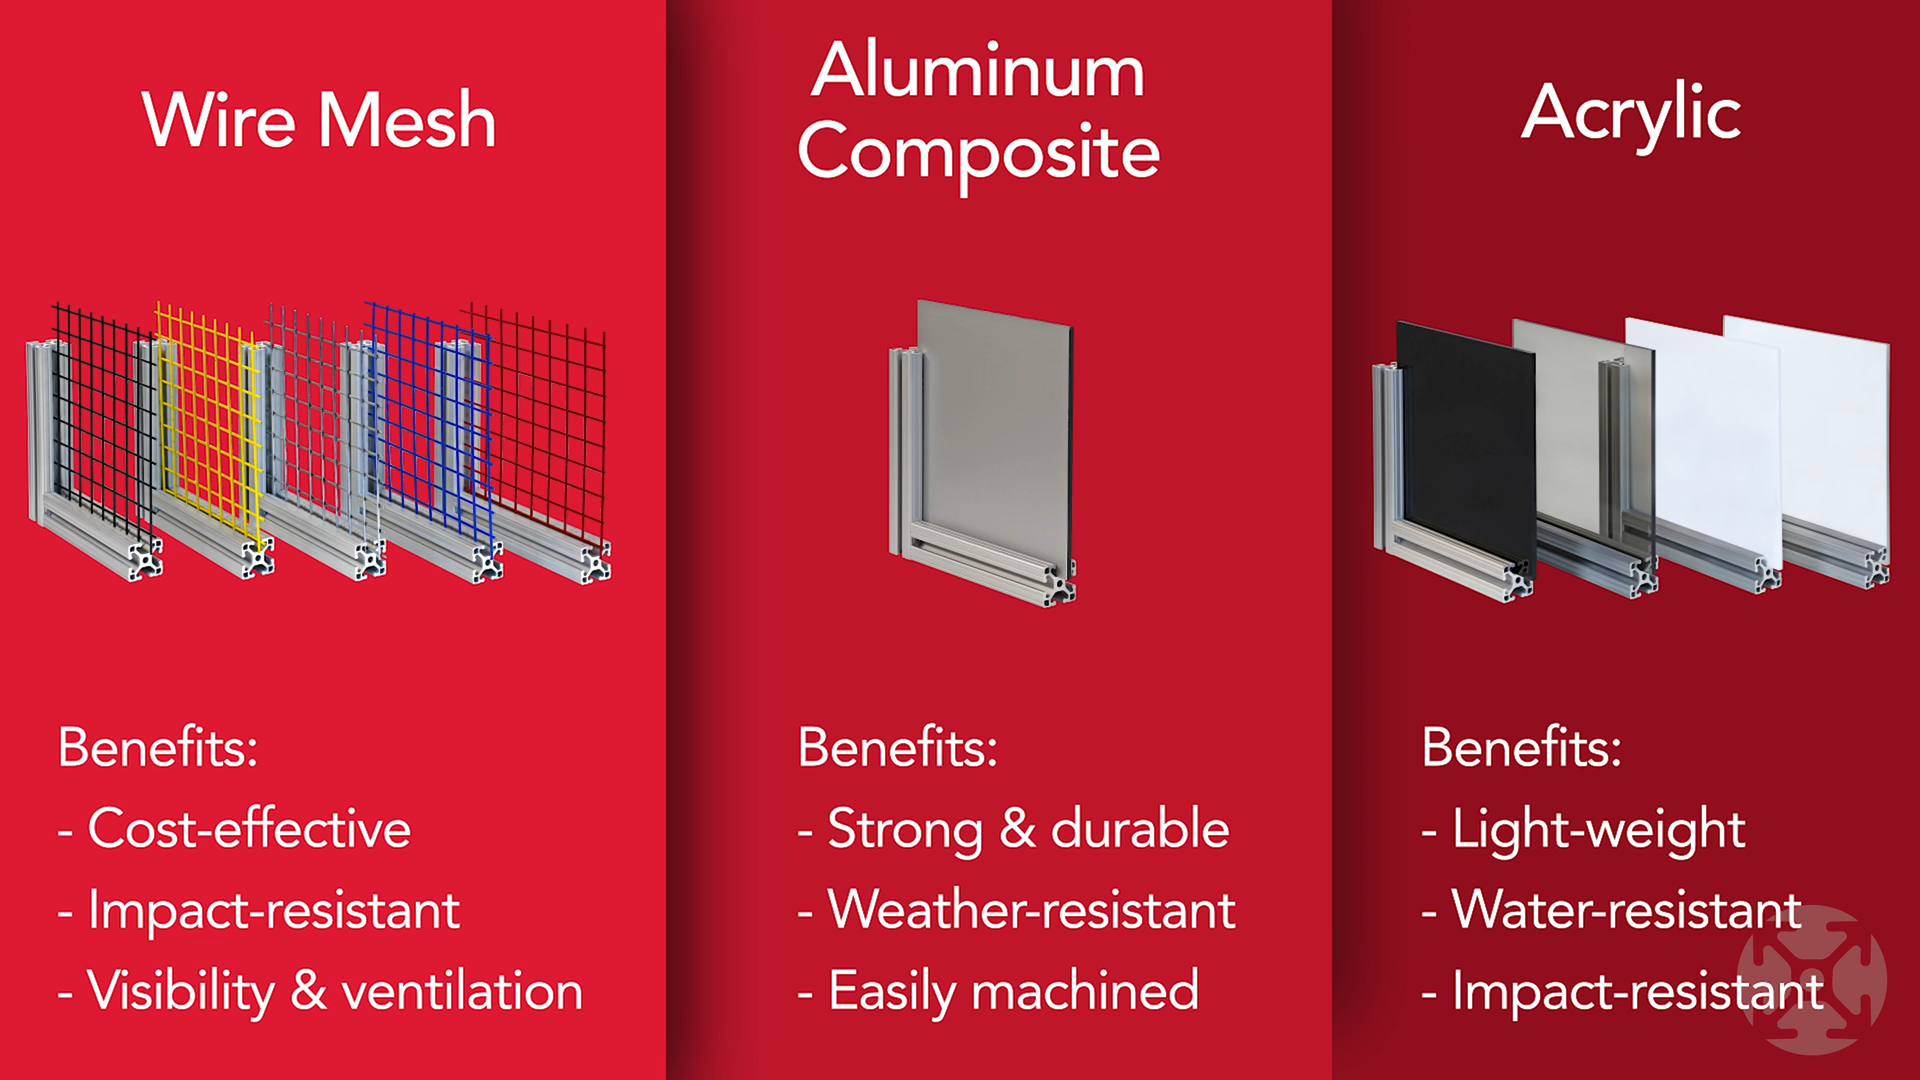 Wire Mesh
Benefits:
- Cost-effective
- Impact-resistant
- Visibility & ventilation
Aluminum
Composite
Benefits:
- Strong & durable
- Weather-resistant
- Easily machined
Acrylic
Benefits:
- Light-weight
- Water-resistant
- Impact-resistant